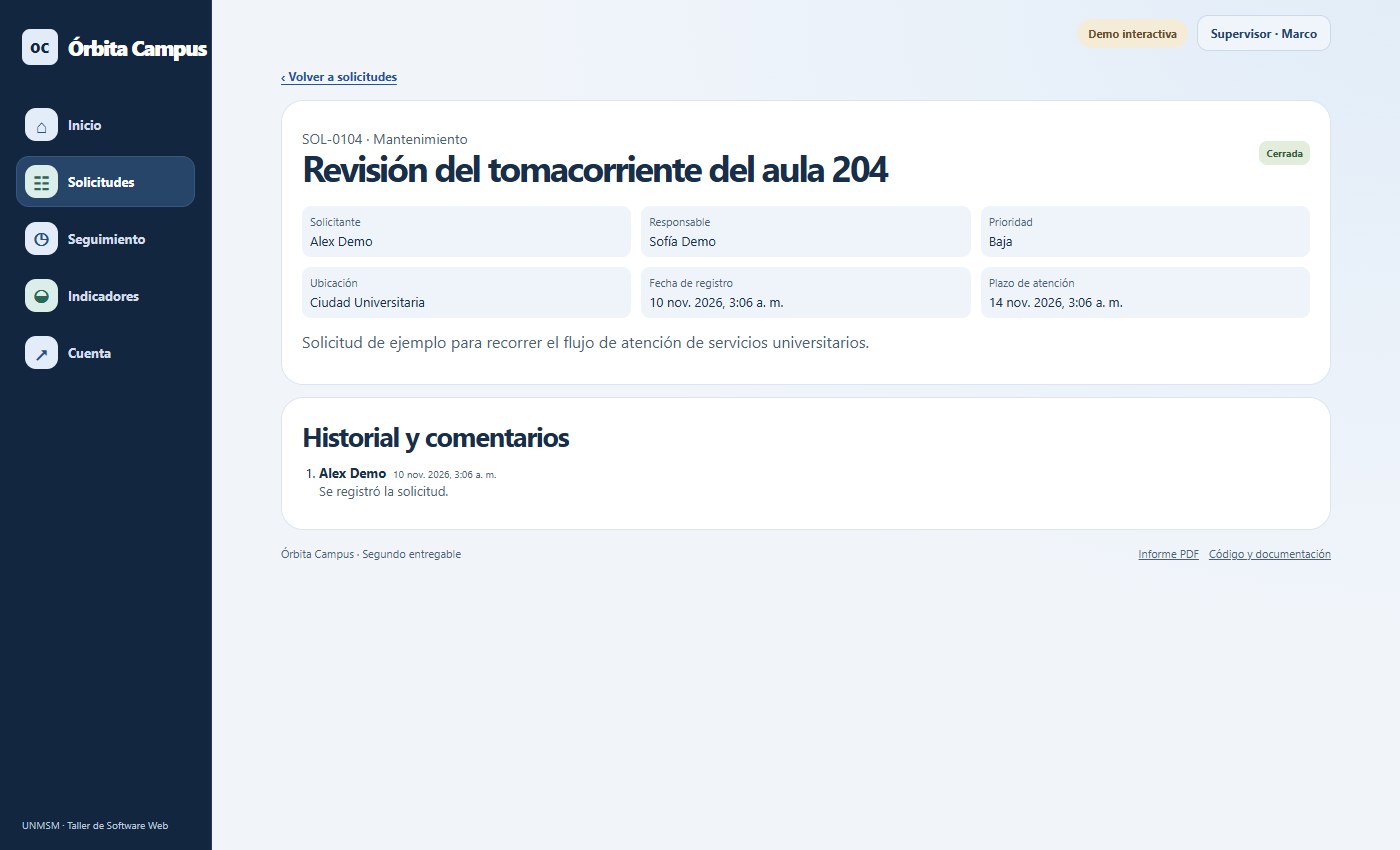 OC Órbita Campus
Inicio
Solicitudes
Seguimiento
Indicadores
Cuenta
UNMSM · Taller de Software Web
Demo interactiva
Supervisor · Marco
‹ Volver a solicitudes
SOL-0104 · Mantenimiento
Revisión del tomacorriente del aula 204
Cerrada
Solicitante
Alex Demo
Responsable
Sofía Demo
Prioridad
Baja
Ubicación
Ciudad Universitaria
Fecha de registro
10 nov. 2026, 3:06 a. m.
Plazo de atención
14 nov. 2026, 3:06 a. m.
Solicitud de ejemplo para recorrer el flujo de atención de servicios universitarios.
Historial y comentarios
1. Alex Demo 10 nov. 2026, 3:06 a. m.
Se registró la solicitud.
Órbita Campus · Segundo entregable
Informe PDF Código y documentación